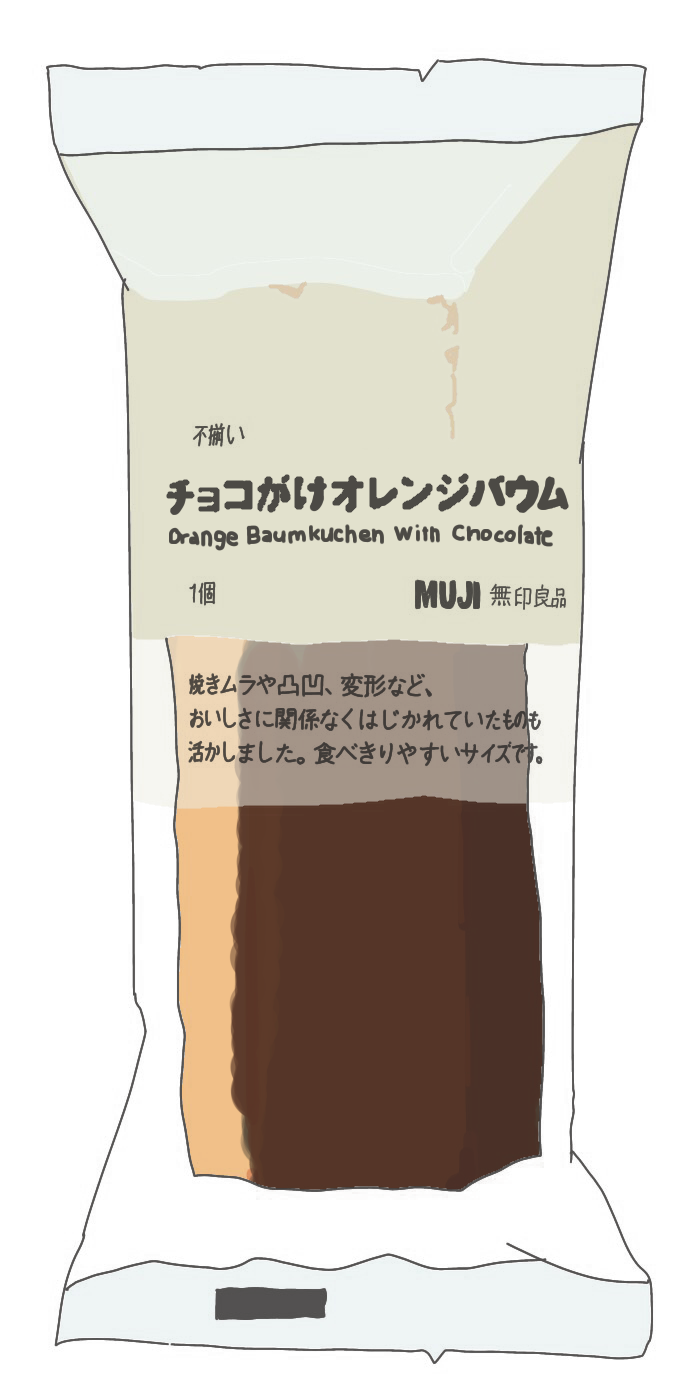 不揃い
チョコがけオレンジバウム
Orange Baumkuchen With Chocolate
1個
MUJI 無印良品
焼きムラや凸凹、変形など、
おいしさに関係なくはじかれていたものも
活かしました。食べきりやすいサイズです。